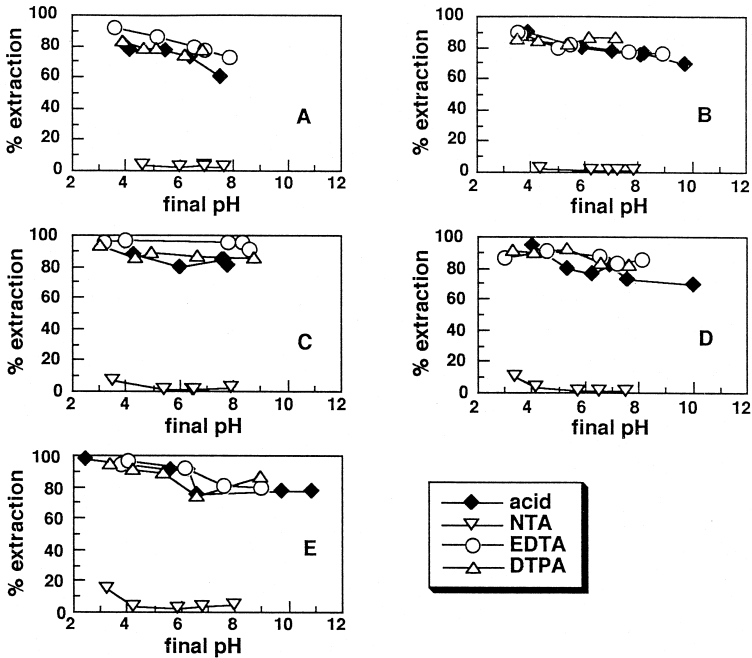 100
80
60
40
20
0
% extraction
A
2 4 6 8 10 12
final pH
100
80
60
40
20
0
% extraction
B
2 4 6 8 10 12
final pH
100
80
60
40
20
0
% extraction
C
2 4 6 8 10 12
final pH
100
80
60
40
20
0
% extraction
D
2 4 6 8 10 12
final pH
100
80
60
40
20
0
% extraction
E
2 4 6 8 10 12
final pH
acid
NTA
EDTA
DTPA